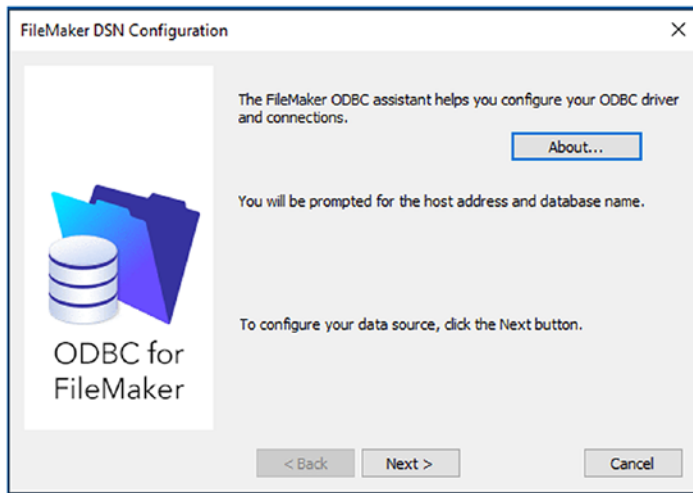 FileMaker DSN Configuration
The FileMaker ODBC assistant helps you configure your ODBC driver
and connections.
About...
You will be prompted for the host address and database name.
To configure your data source, click the Next button.
ODBC for
FileMaker
< Back
Next >
Cancel